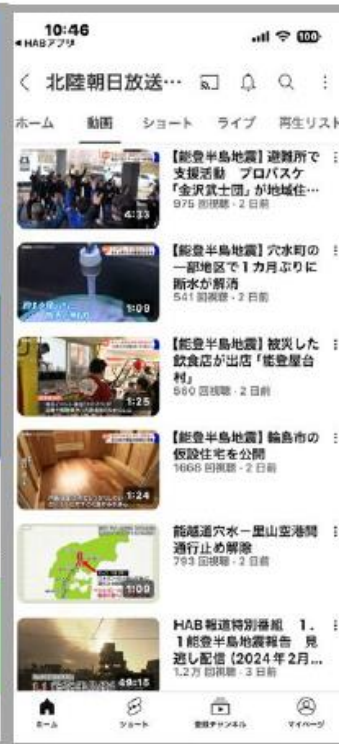 10:46
100
◀ HABアプリ
北陸朝日放送…
ホーム 動画 ショート ライブ 再生リスト
【能登半島地震】避難所で
支援活動 プロバスケ
「金沢武士団」が地域住…
975 回視聴・2 日前
4:33
【能登半島地震】穴水町の
一部地区で1カ月ぶりに
断水が解消
541 回視聴・2 日前
1:09
【能登半島地震】被災した
飲食店が出店「能登屋台
村」
560 回視聴・2 日前
1:25
【能登半島地震】輪島市の
仮設住宅を公開
1666 回視聴・2 日前
1:24
能越道穴水ー里山空港間
通行止め解除
793 回視聴・2 日前
1:09
HAB報道特別番組 1.
1能登半島地震報告 見
逃し配信 (2024年2月…
1.2万 回視聴・3 日前
49:15
ホーム
ショート
登録チャンネル
マイページ